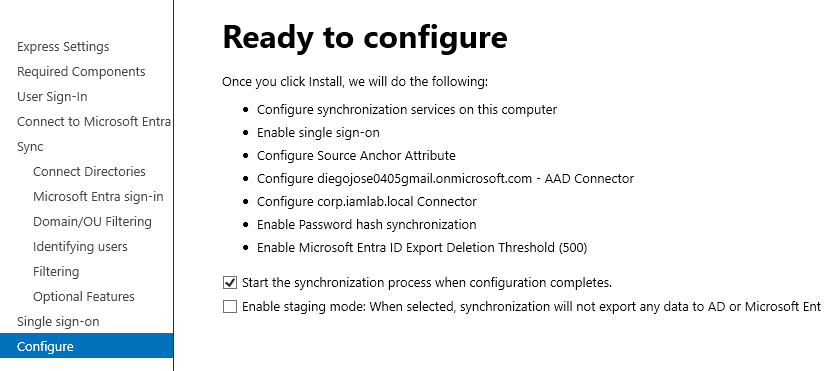 Express Settings
Required Components
User Sign-In
Connect to Microsoft Entra
Sync
Connect Directories
Microsoft Entra sign-in
Domain/OU Filtering
Identifying users
Filtering
Optional Features
Single sign-on
Configure
Ready to configure
Once you click Install, we will do the following:
Configure synchronization services on this computer
Enable single sign-on
Configure Source Anchor Attribute
Configure diegojose0405gmail.onmicrosoft.com - AAD Connector
Configure corp.iamlab.local Connector
Enable Password hash synchronization
Enable Microsoft Entra ID Export Deletion Threshold (500)
Start the synchronization process when configuration completes.
Enable staging mode: When selected, synchronization will not export any data to AD or Microsoft Ent